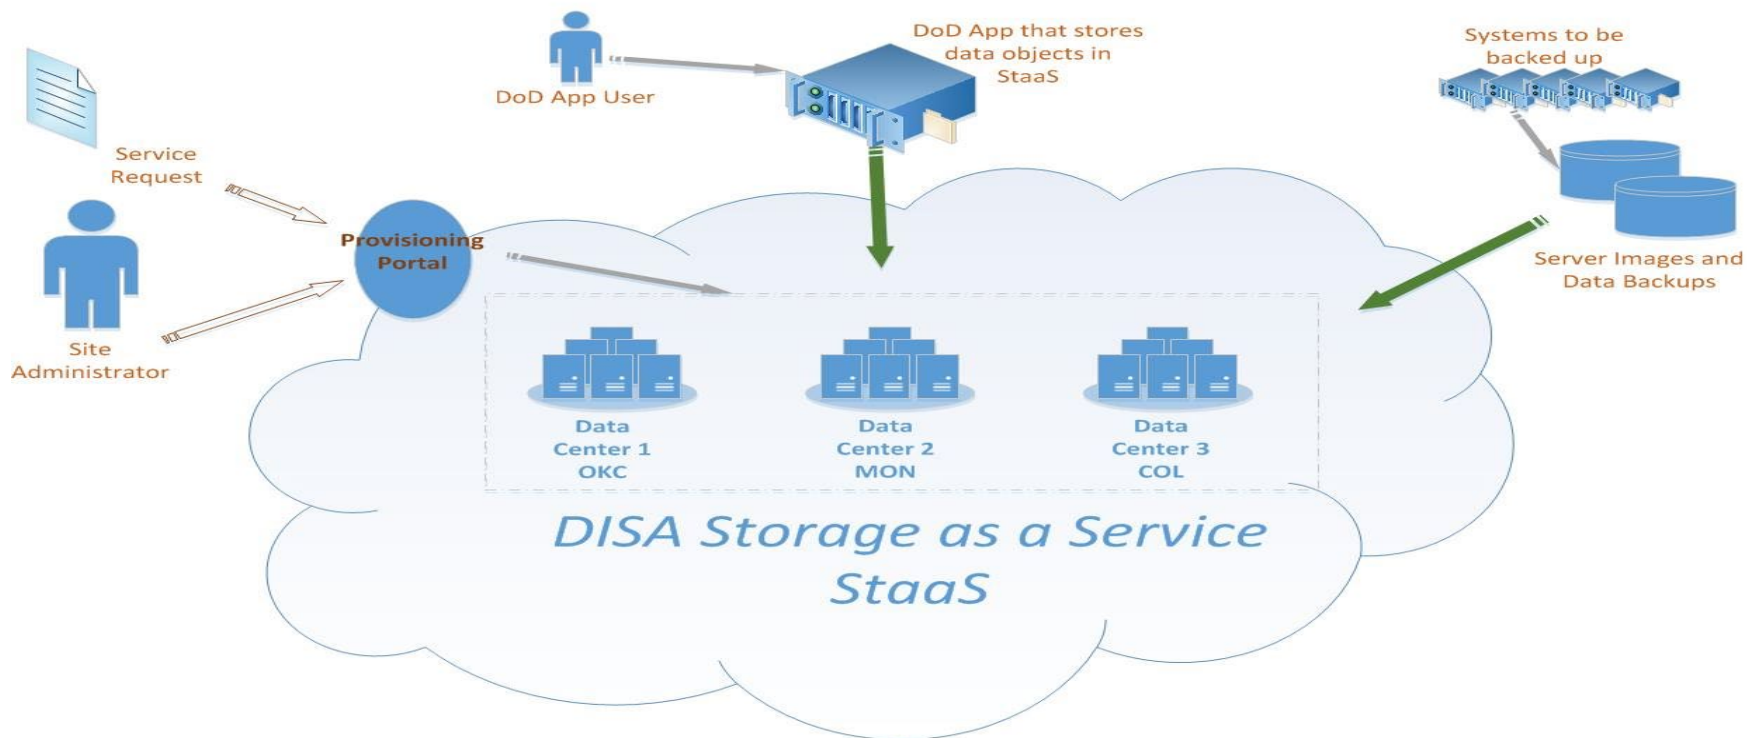 DoD App User
DoD App that stores
data objects in
StaaS
Systems to be
backed up
Service
Request
Provisioning
Portal
Server Images and
Data Backups
Site
Administrator
Data
Center 1
OKC
Data
Center 2
MON
Data
Center 3
COL
DISA Storage as a Service
StaaS